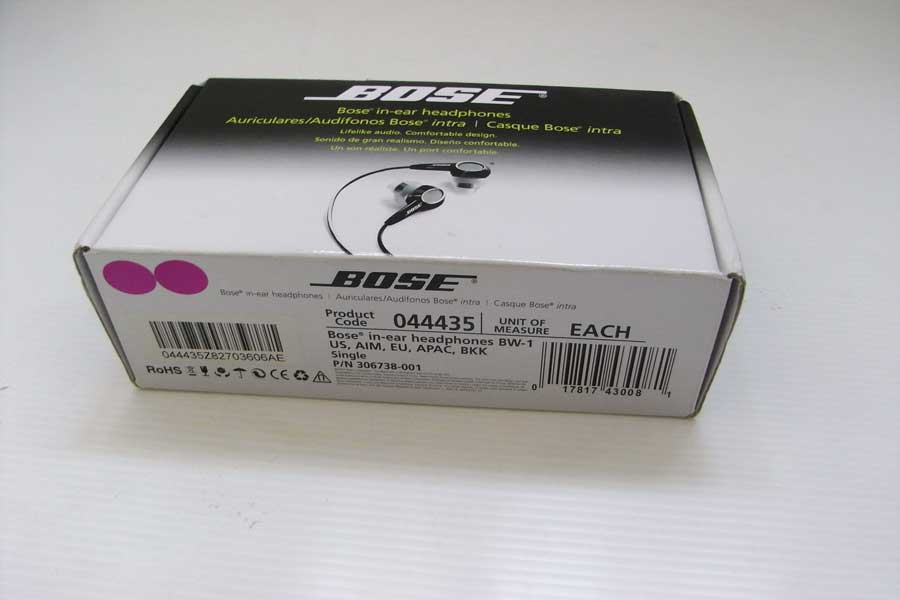 BOSE®
Bose® in-ear headphones
Auriculares/Audífonos Bose® intra | Casque Bose® intra
Lifelike audio. Comfortable design.
Sonido de gran realismo. Diseño confortable.
Un son réaliste. Un port confortable.
BOSE
BOSE
BOSE®
Bose® in-ear headphones | Auriculares/Audífonos Bose® intra | Casque Bose® intra
Product Code 044435 UNIT OF MEASURE EACH
Bose® in-ear headphones BW-1
US, AIM, EU, APAC, BKK
Single
P/N 306738-001
044435Z82703606AE
RoHS CE
0 17817 43008 1